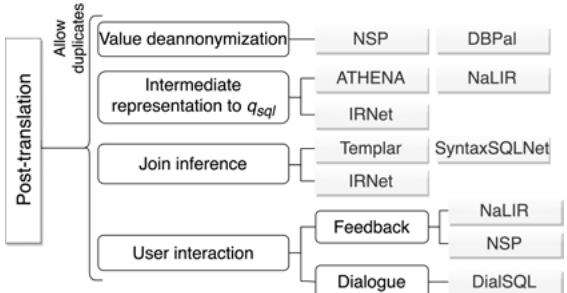 Post-translation
Allow
duplicates
Value deannonymization
NSP
DBPal
Intermediate
representation to qsql
ATHENA
NaLIR
IRNet
Join inference
Templar
SyntaxSQLNet
IRNet
User interaction
Feedback
NaLIR
NSP
Dialogue
DialSQL